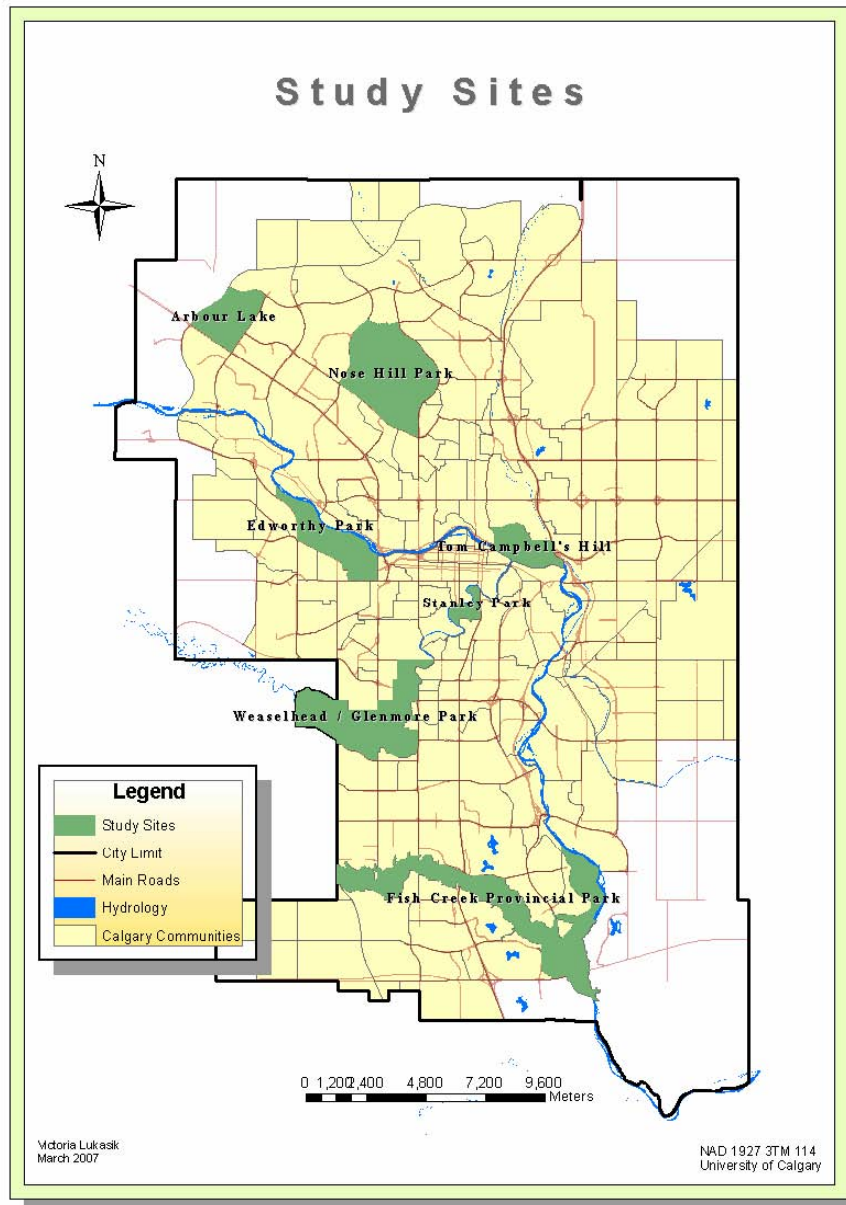 Study Sites
N
Arbour Lake
Nose Hill Park
Edworthy Park
Tom Campbell's Hill
Stanley Park
Weaselhead / Glenmore Park
Legend
Study Sites
City Limit
Main Roads
Hydrology
Calgary Communities
Fish Creek Provincial Park
0 1,200 2,400 4,800 7,200 9,600
Meters
Victoria Lukasik
March 2007
NAD 1927 3TM 114
University of Calgary